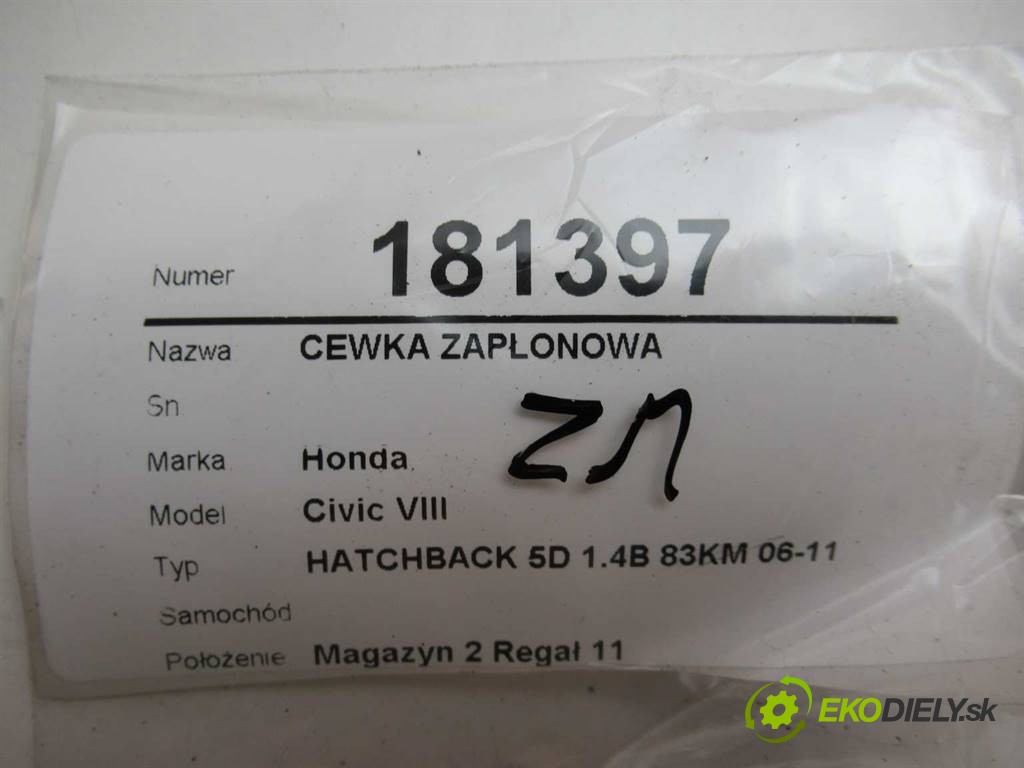 Numer 181397
Nazwa CEWKA ZAPŁONOWA
Sn
Marka Honda
Model Civic VIII
Typ HATCHBACK 5D 1.4B 83KM 06-11
Samochód
Położenie Magazyn 2 Regał 11
EKODIELY.sk